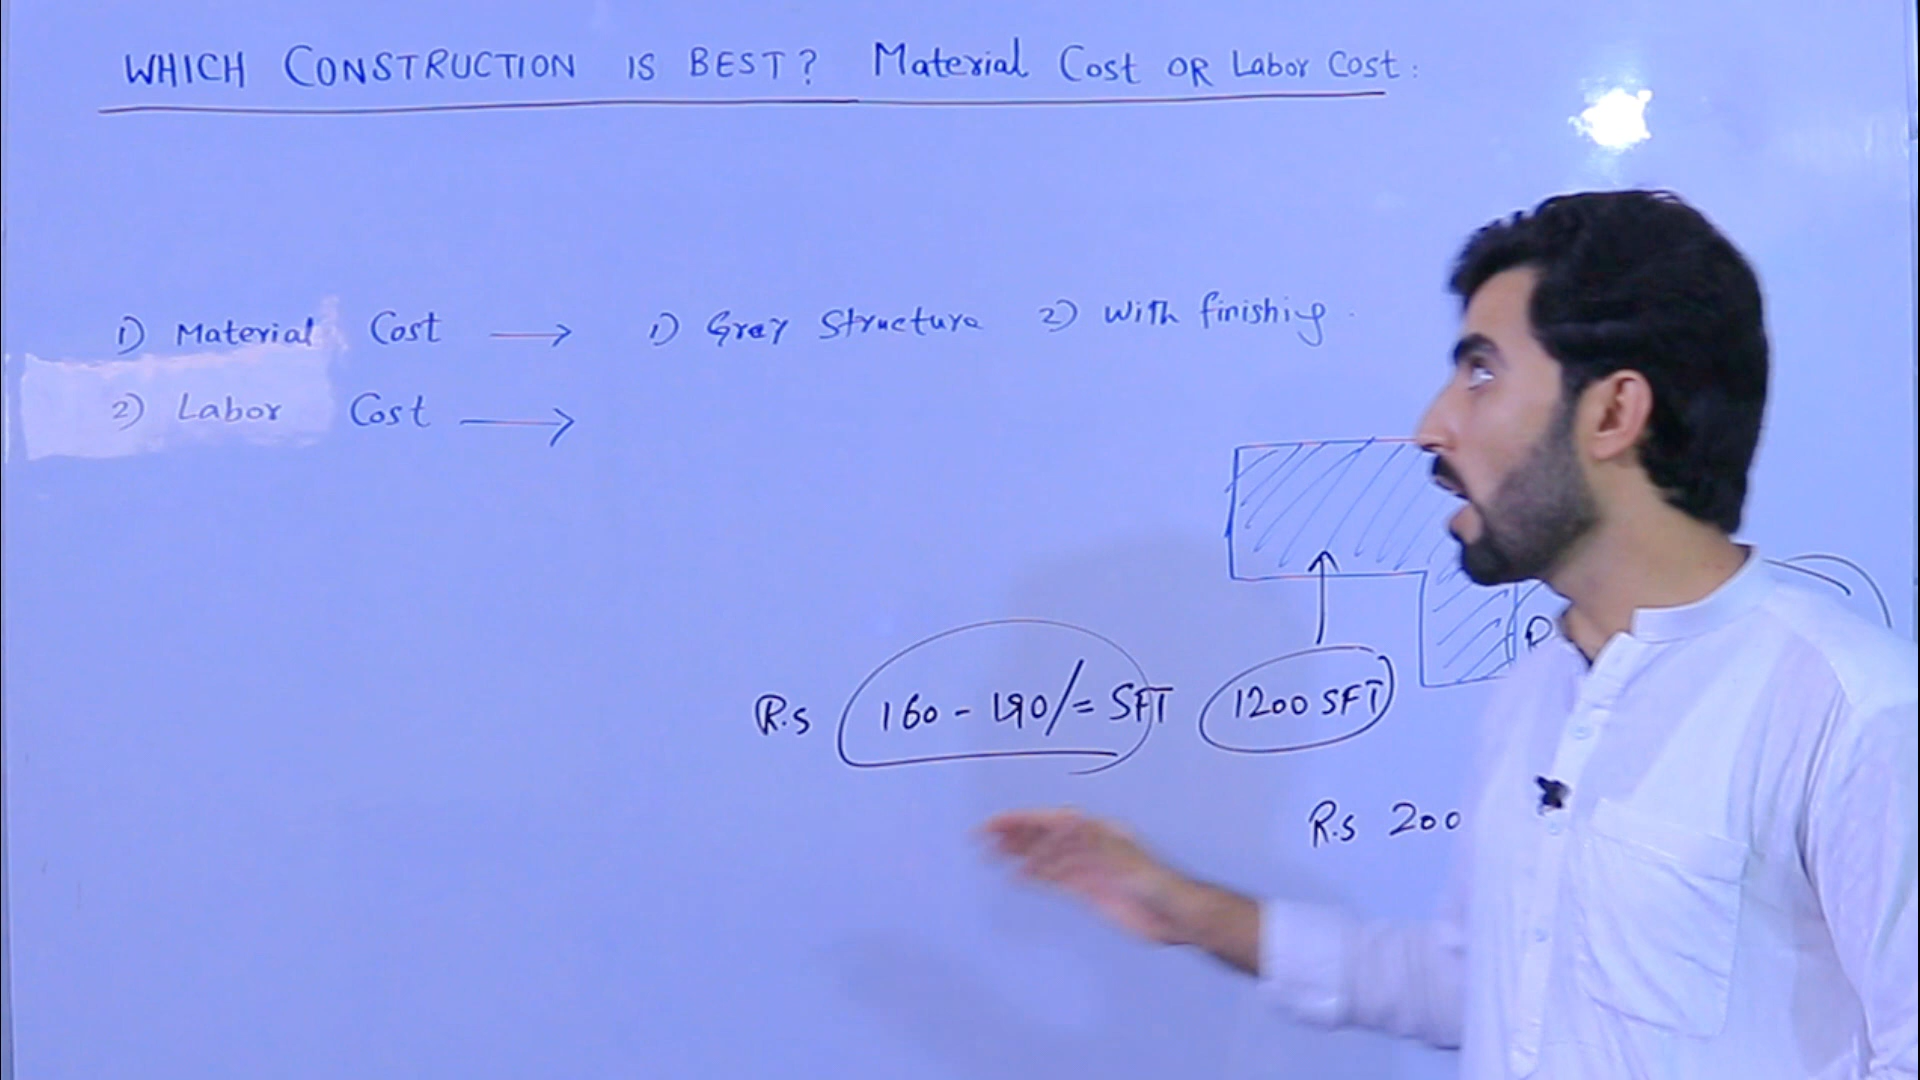 WHICH CONSTRUCTION IS BEST? Material Cost OR Labor Cost:
1) Material Cost → 1) Gray Structure 2) With finishing.
2) Labor Cost →
R.s 160 - 190/= SFT 1200 SFT
R.s 200